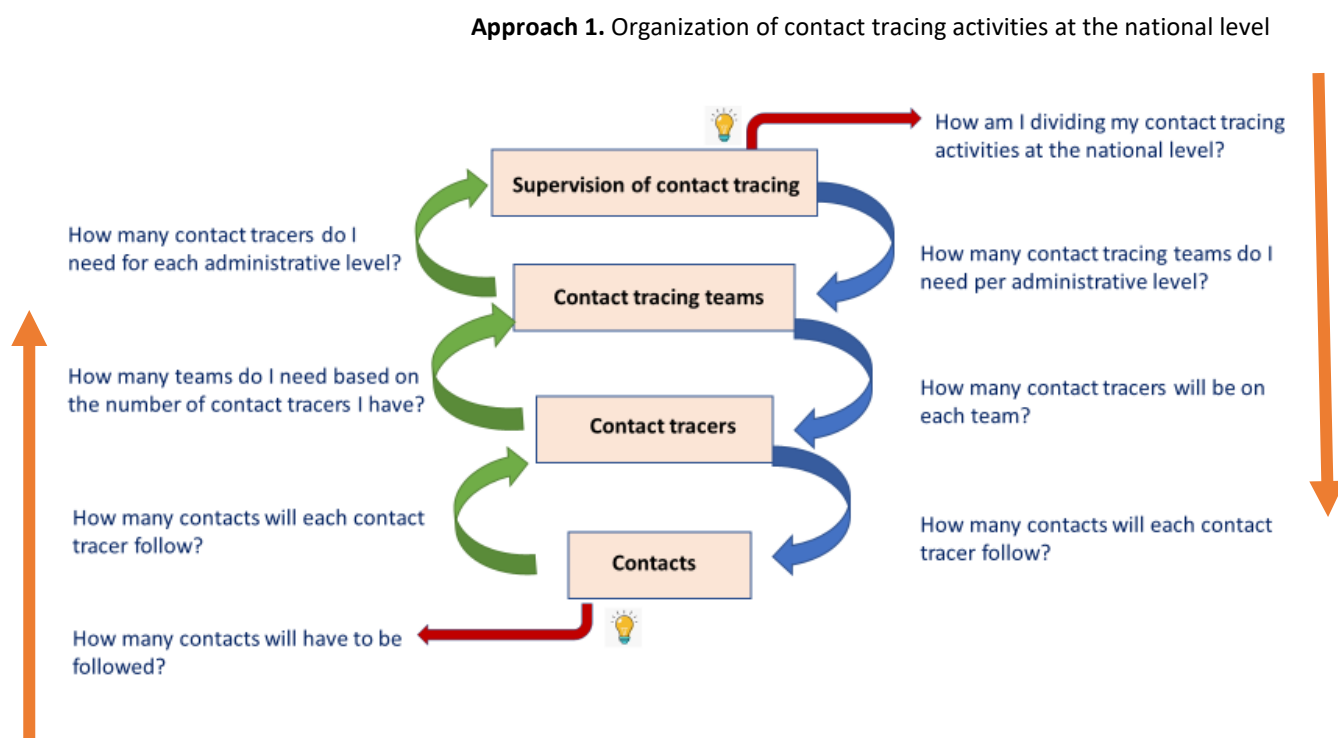 Approach 1. Organization of contact tracing activities at the national level
How am I dividing my contact tracing
activities at the national level?
Supervision of contact tracing
How many contact tracers do I
need for each administrative level?
How many contact tracing teams do I
need per administrative level?
Contact tracing teams
How many teams do I need based on
the number of contact tracers I have?
How many contact tracers will be on
each team?
Contact tracers
How many contacts will each contact
tracer follow?
How many contacts will each contact
tracer follow?
Contacts
How many contacts will have to be
followed?